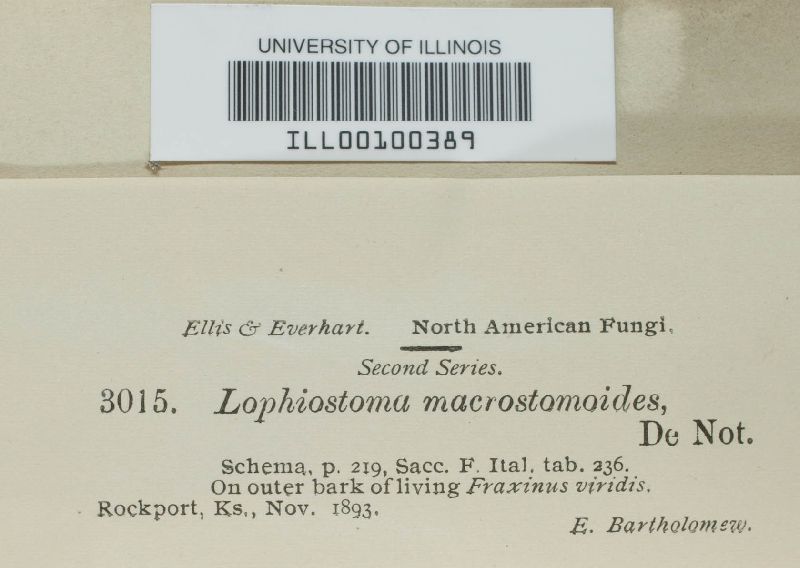 UNIVERSITY OF ILLINOIS
ILL00100389
Ellis & Everhart. North American Fungi.
Second Series.
3015. Lophiostoma macrostomoides,
De Not.
Schema, p. 219, Sacc. F. Ital. tab. 236.
On outer bark of living Fraxinus viridis.
Rockport, Ks., Nov. 1893.
E. Bartholomew.